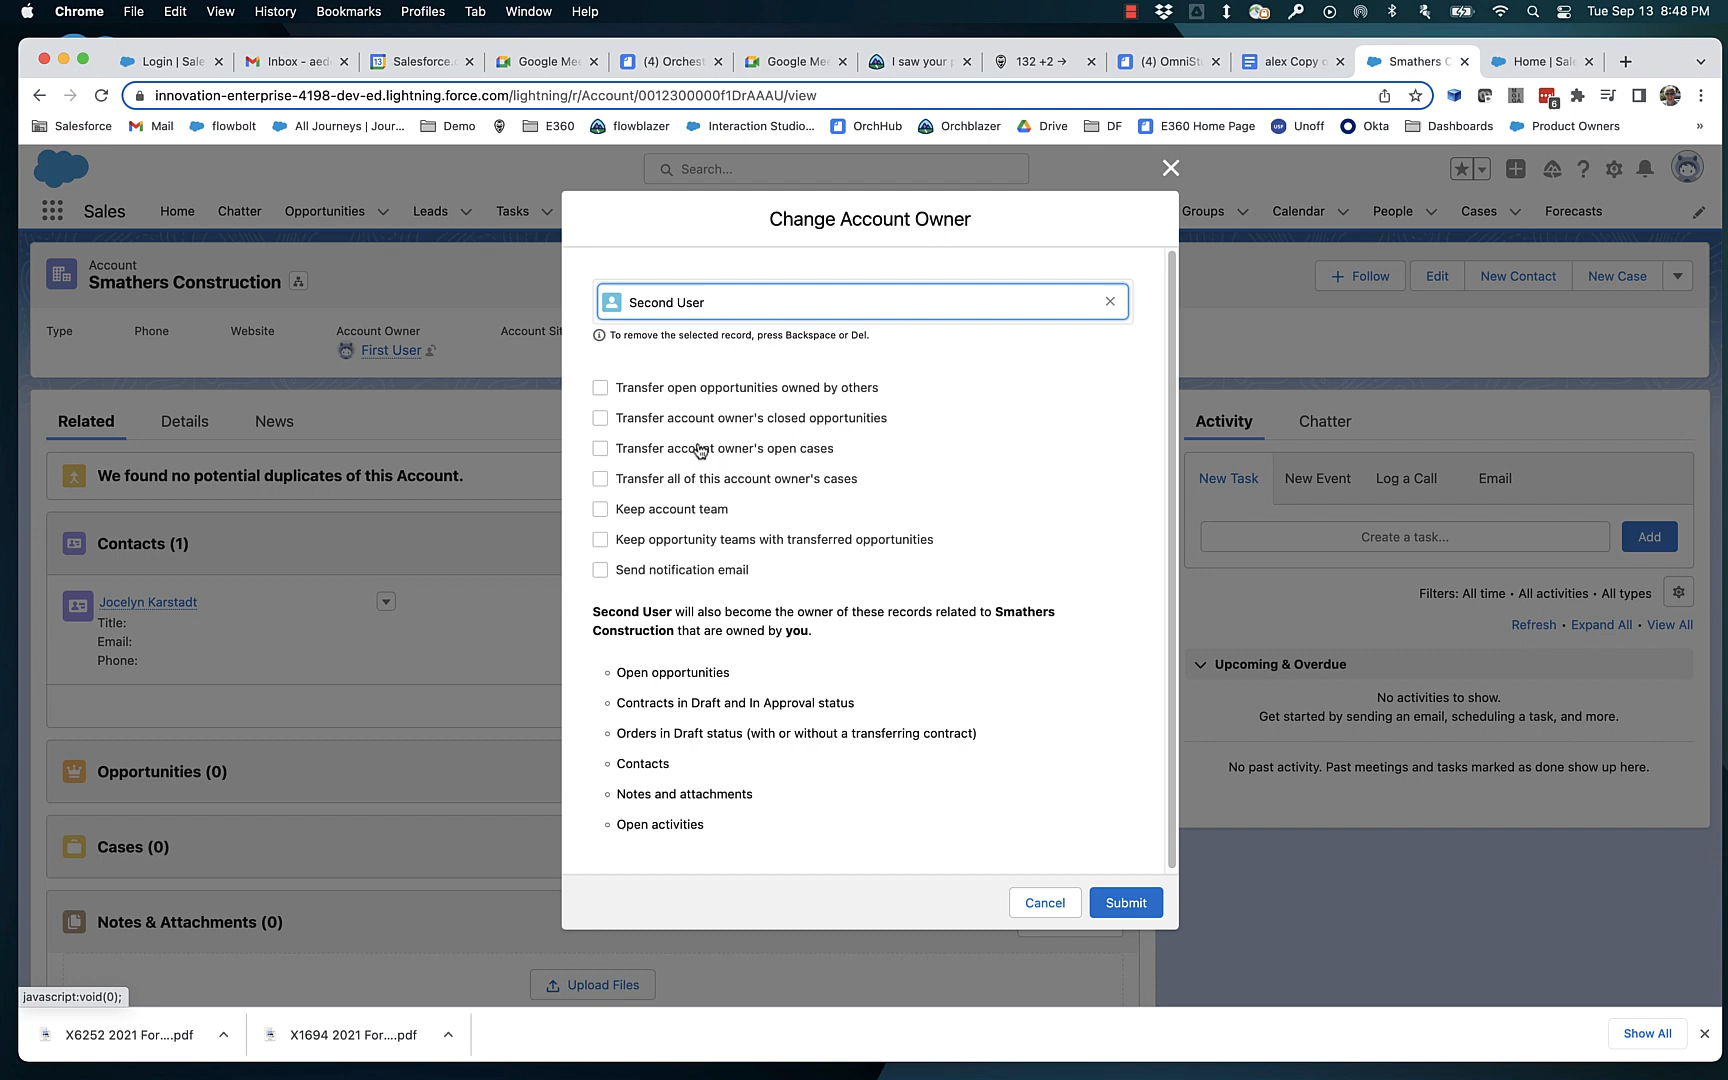 Chrome File Edit View History Bookmarks Profiles Tab Window Help
Tue Sep 13 8:48 PM
Login | Sale
Inbox - aed
Salesforce.c
Google Mee
(4) Orchest
Google Mee
I saw your p
132 +2 →
(4) OmniStu
alex Copy o
Smathers C
Home | Sale
innovation-enterprise-4198-dev-ed.lightning.force.com/lightning/r/Account/0012300000f1DrAAAU/view
6
Salesforce Mail flowbolt All Journeys | Jour... Demo E360 flowblazer Interaction Studio... OrchHub Orchblazer Drive DF E360 Home Page Unoff Okta Dashboards Product Owners »
Search...
Sales Home Chatter Opportunities Leads Tasks Groups Calendar People Cases Forecasts
Account
Smathers Construction
Follow Edit New Contact New Case
Type Phone Website Account Owner Account Sit
First User
Related Details News
We found no potential duplicates of this Account.
Contacts (1)
Jocelyn Karstadt
Title:
Email:
Phone:
Opportunities (0)
Cases (0)
Notes & Attachments (0)
Upload Files
Change Account Owner
Second User
To remove the selected record, press Backspace or Del.
Transfer open opportunities owned by others
Transfer account owner's closed opportunities
Transfer account owner's open cases
Transfer all of this account owner's cases
Keep account team
Keep opportunity teams with transferred opportunities
Send notification email
Second User will also become the owner of these records related to Smathers
Construction that are owned by you.
Open opportunities
Contracts in Draft and In Approval status
Orders in Draft status (with or without a transferring contract)
Contacts
Notes and attachments
Open activities
Cancel Submit
Activity Chatter
New Task New Event Log a Call Email
Create a task... Add
Filters: All time • All activities • All types
Refresh • Expand All • View All
Upcoming & Overdue
No activities to show.
Get started by sending an email, scheduling a task, and more.
No past activity. Past meetings and tasks marked as done show up here.
javascript:void(0);
X6252 2021 For....pdf X1694 2021 For....pdf Show All